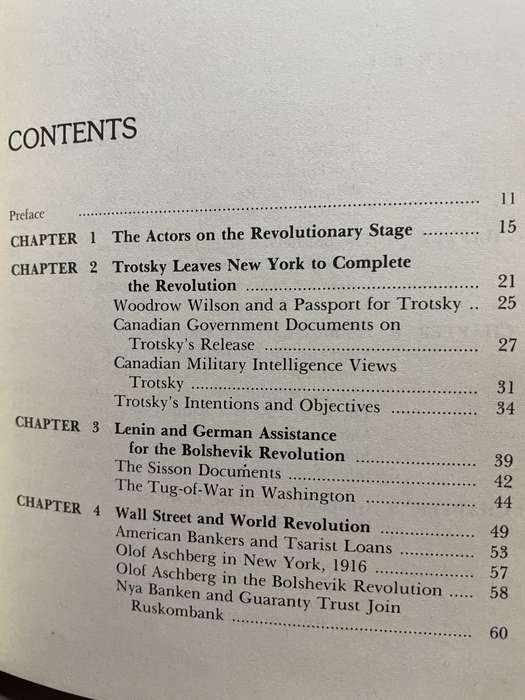 CONTENTS
Preface .......... 11
CHAPTER 1 The Actors on the Revolutionary Stage .......... 15
CHAPTER 2 Trotsky Leaves New York to Complete
the Revolution .......... 21
Woodrow Wilson and a Passport for Trotsky .. 25
Canadian Government Documents on
Trotsky's Release .......... 27
Canadian Military Intelligence Views
Trotsky .......... 31
Trotsky's Intentions and Objectives .......... 34
CHAPTER 3 Lenin and German Assistance
for the Bolshevik Revolution .......... 39
The Sisson Documents .......... 42
The Tug-of-War in Washington .......... 44
CHAPTER 4 Wall Street and World Revolution .......... 49
American Bankers and Tsarist Loans .......... 53
Olof Aschberg in New York, 1916 .......... 57
Olof Aschberg in the Bolshevik Revolution ..... 58
Nya Banken and Guaranty Trust Join
Ruskombank .......... 60